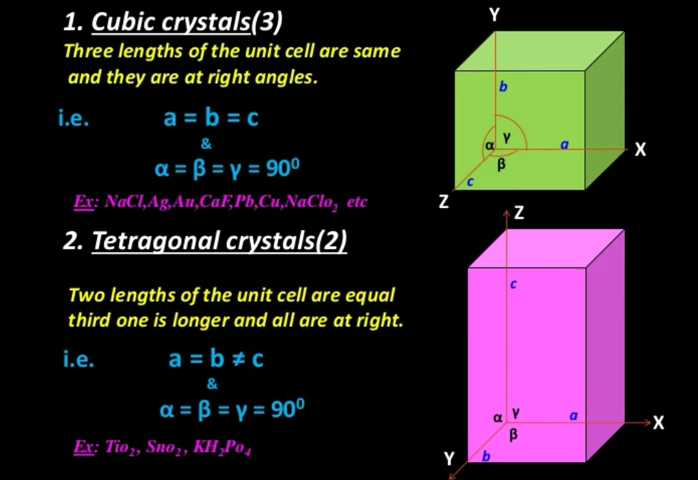 1. Cubic crystals(3)
Three lengths of the unit cell are same
and they are at right angles.
i.e. a = b = c
&
α = β = γ = 90⁰
Ex: NaCl,Ag,Au,CaF,Pb,Cu,NaClo₂ etc
Y
b
α γ a X
β
c
Z
2. Tetragonal crystals(2)
Two lengths of the unit cell are equal
third one is longer and all are at right.
i.e. a = b ≠ c
&
α = β = γ = 90⁰
Ex: Tio₂, Sno₂, KH₂Po₄
Z
c
α γ a X
β
Y b